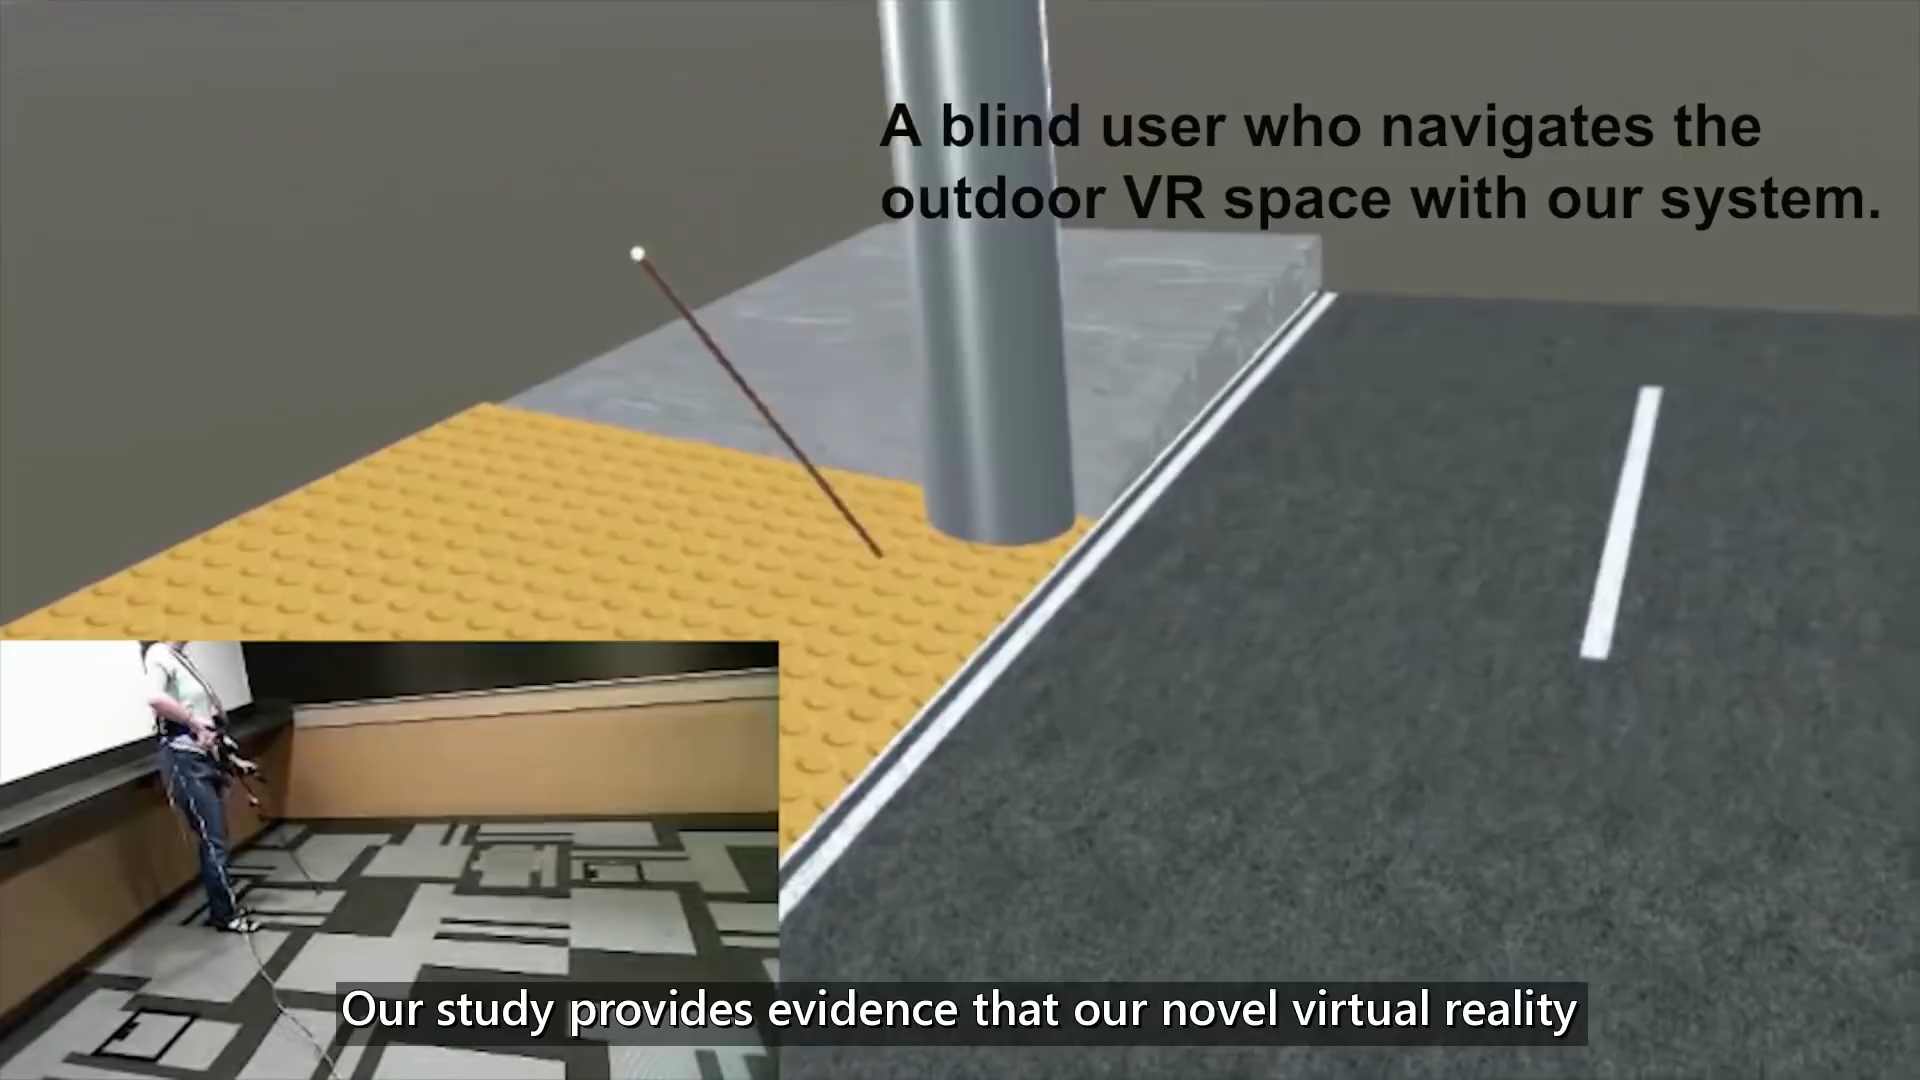 A blind user who navigates the
outdoor VR space with our system.
Our study provides evidence that our novel virtual reality